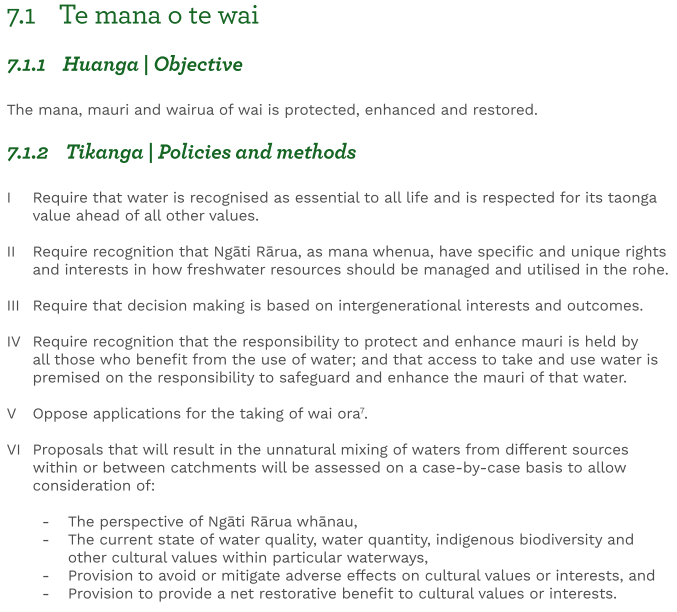 7.1 Te mana o te wai
7.1.1 Huanga | Objective
The mana, mauri and wairua of wai is protected, enhanced and restored.
7.1.2 Tikanga | Policies and methods
I Require that water is recognised as essential to all life and is respected for its taonga
value ahead of all other values.
II Require recognition that Ngāti Rārua, as mana whenua, have specific and unique rights
and interests in how freshwater resources should be managed and utilised in the rohe.
III Require that decision making is based on intergenerational interests and outcomes.
IV Require recognition that the responsibility to protect and enhance mauri is held by
all those who benefit from the use of water; and that access to take and use water is
premised on the responsibility to safeguard and enhance the mauri of that water.
V Oppose applications for the taking of wai ora⁷.
VI Proposals that will result in the unnatural mixing of waters from different sources
within or between catchments will be assessed on a case-by-case basis to allow
consideration of:
- The perspective of Ngāti Rārua whānau,
- The current state of water quality, water quantity, indigenous biodiversity and
other cultural values within particular waterways,
- Provision to avoid or mitigate adverse effects on cultural values or interests, and
- Provision to provide a net restorative benefit to cultural values or interests.